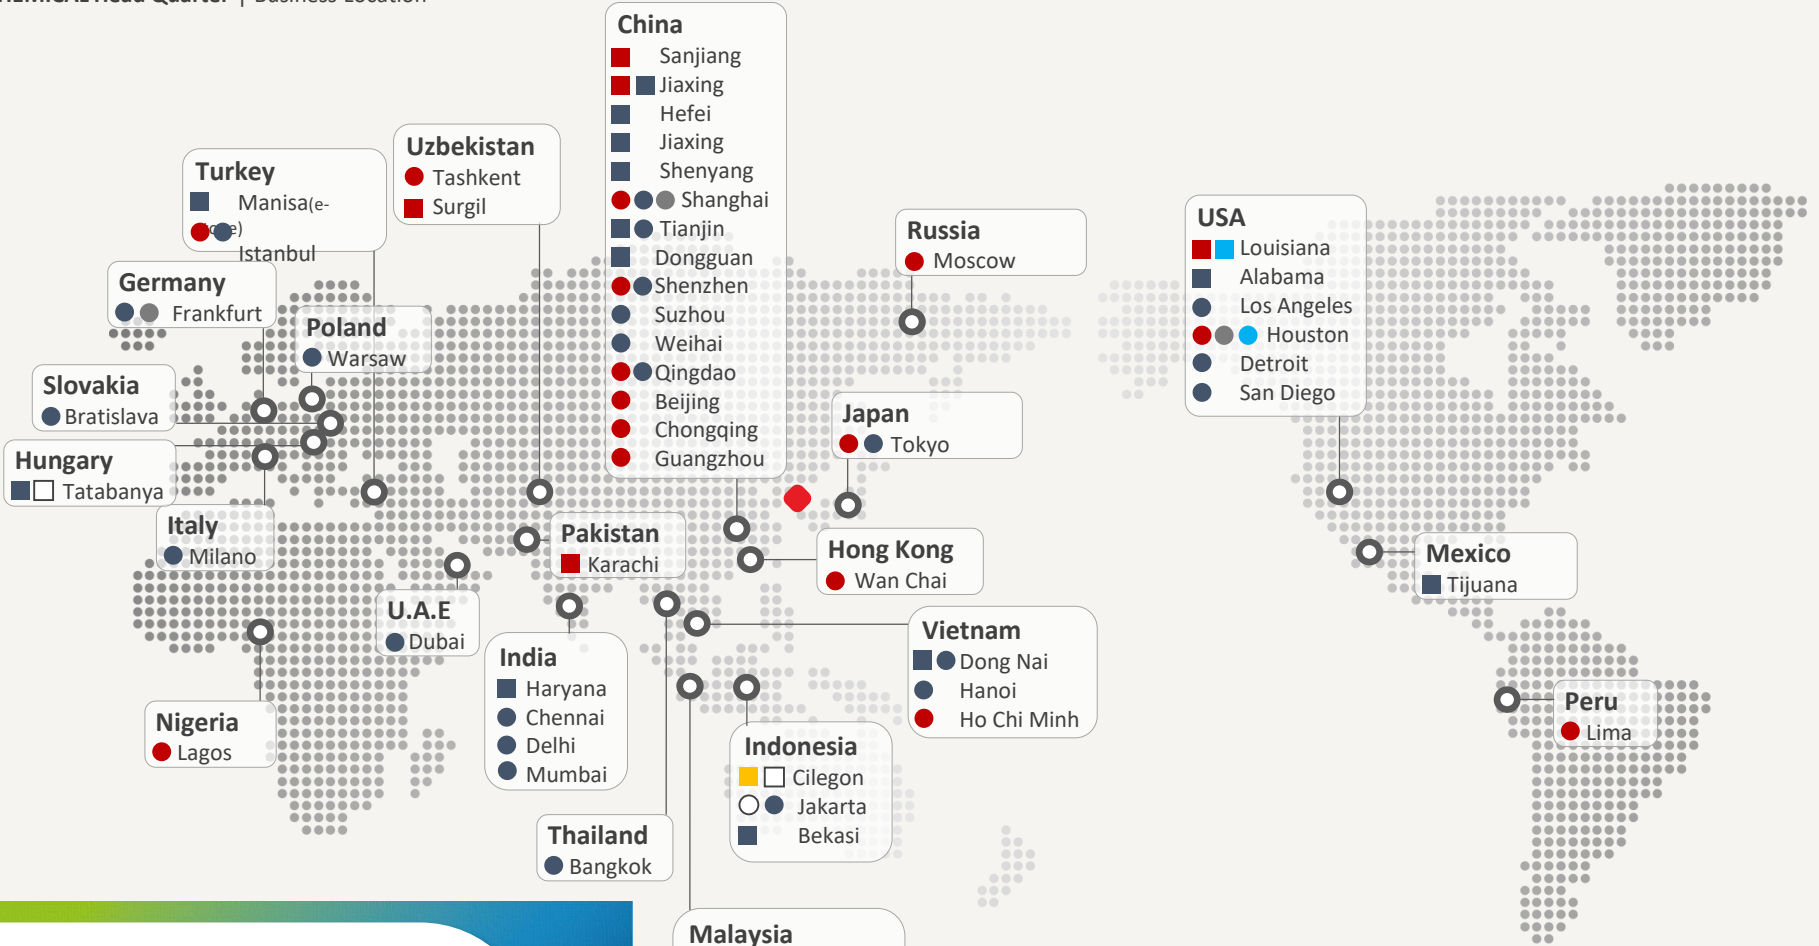 Head Quarter | Business Location
China
Sanjiang
Jiaxing
Hefei
Jiaxing
Shenyang
Shanghai
Tianjin
Dongguan
Shenzhen
Suzhou
Weihai
Qingdao
Beijing
Chongqing
Guangzhou
Uzbekistan
Tashkent
Surgil
Turkey
Manisa(e-
Istanbul
Germany
Frankfurt
Poland
Warsaw
Slovakia
Bratislava
Hungary
Tatabanya
Italy
Milano
Russia
Moscow
USA
Louisiana
Alabama
Los Angeles
Houston
Detroit
San Diego
Japan
Tokyo
Pakistan
Karachi
Hong Kong
Wan Chai
Mexico
Tijuana
U.A.E
Dubai
India
Haryana
Chennai
Delhi
Mumbai
Vietnam
Dong Nai
Hanoi
Ho Chi Minh
Nigeria
Lagos
Peru
Lima
Indonesia
Cilegon
Jakarta
Bekasi
Thailand
Bangkok
Malaysia